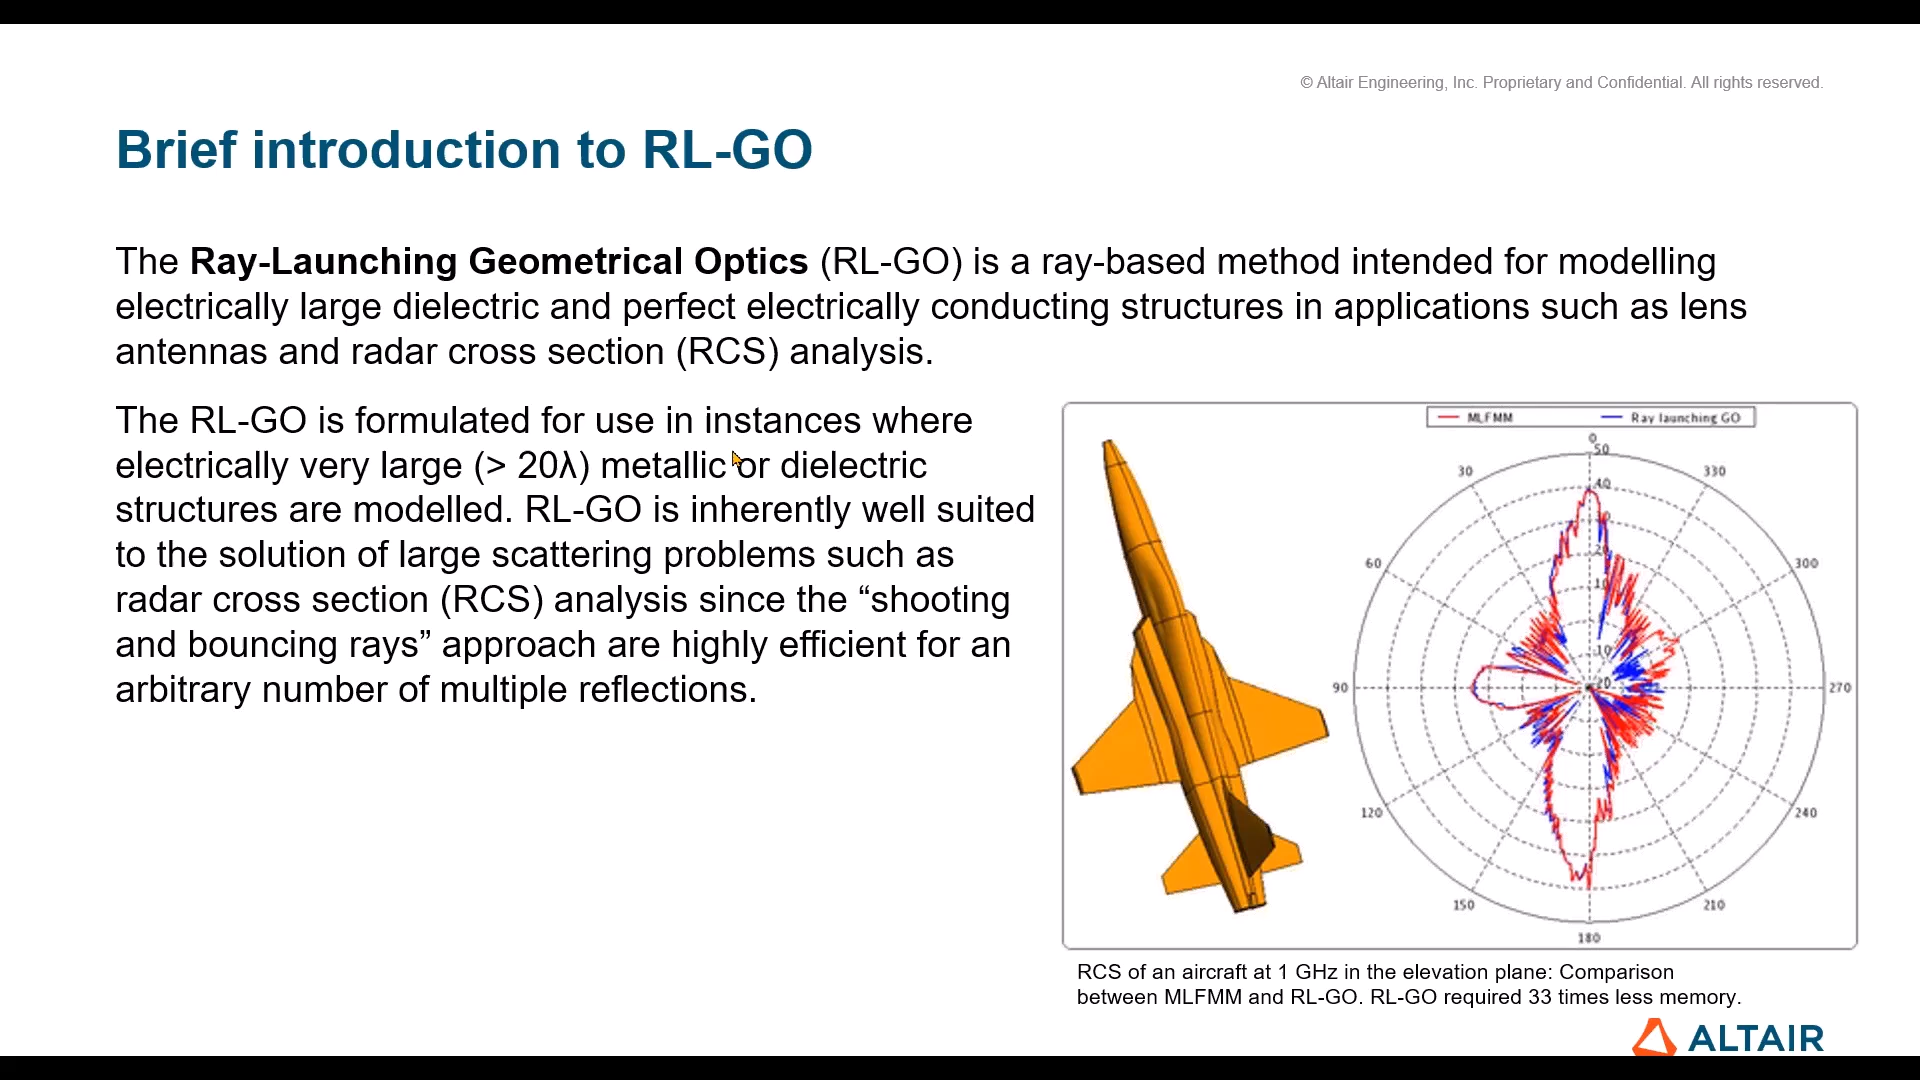 © Altair Engineering, Inc. Proprietary and Confidential. All rights reserved.
Brief introduction to RL-GO
The Ray-Launching Geometrical Optics (RL-GO) is a ray-based method intended for modelling
electrically large dielectric and perfect electrically conducting structures in applications such as lens
antennas and radar cross section (RCS) analysis.
The RL-GO is formulated for use in instances where
electrically very large (> 20λ) metallic or dielectric
structures are modelled. RL-GO is inherently well suited
to the solution of large scattering problems such as
radar cross section (RCS) analysis since the “shooting
and bouncing rays” approach are highly efficient for an
arbitrary number of multiple reflections.
MLFMM
Ray launching GO
0
50
30
330
40
60
300
10
90
270
120
240
150
210
180
RCS of an aircraft at 1 GHz in the elevation plane: Comparison
between MLFMM and RL-GO. RL-GO required 33 times less memory.
ALTAIR